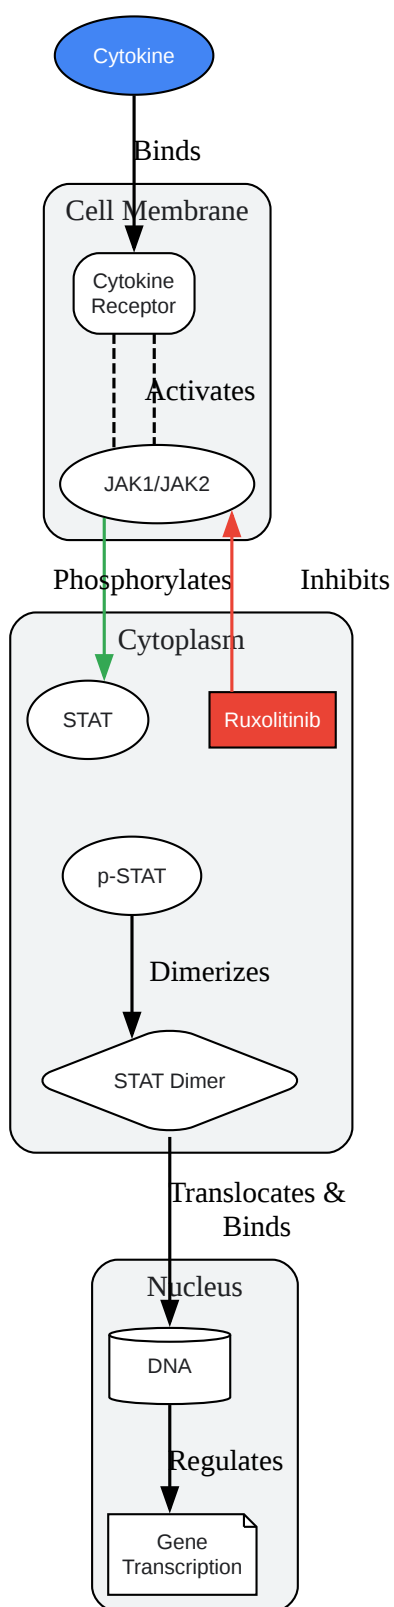 Cytokine
Binds
Cell Membrane
Cytokine
Receptor
Activates
JAK1/JAK2
Phosphorylates
Inhibits
Cytoplasm
STAT
Ruxolitinib
p-STAT
Dimerizes
STAT Dimer
Translocates &
Binds
Nucleus
DNA
Regulates
Gene
Transcription